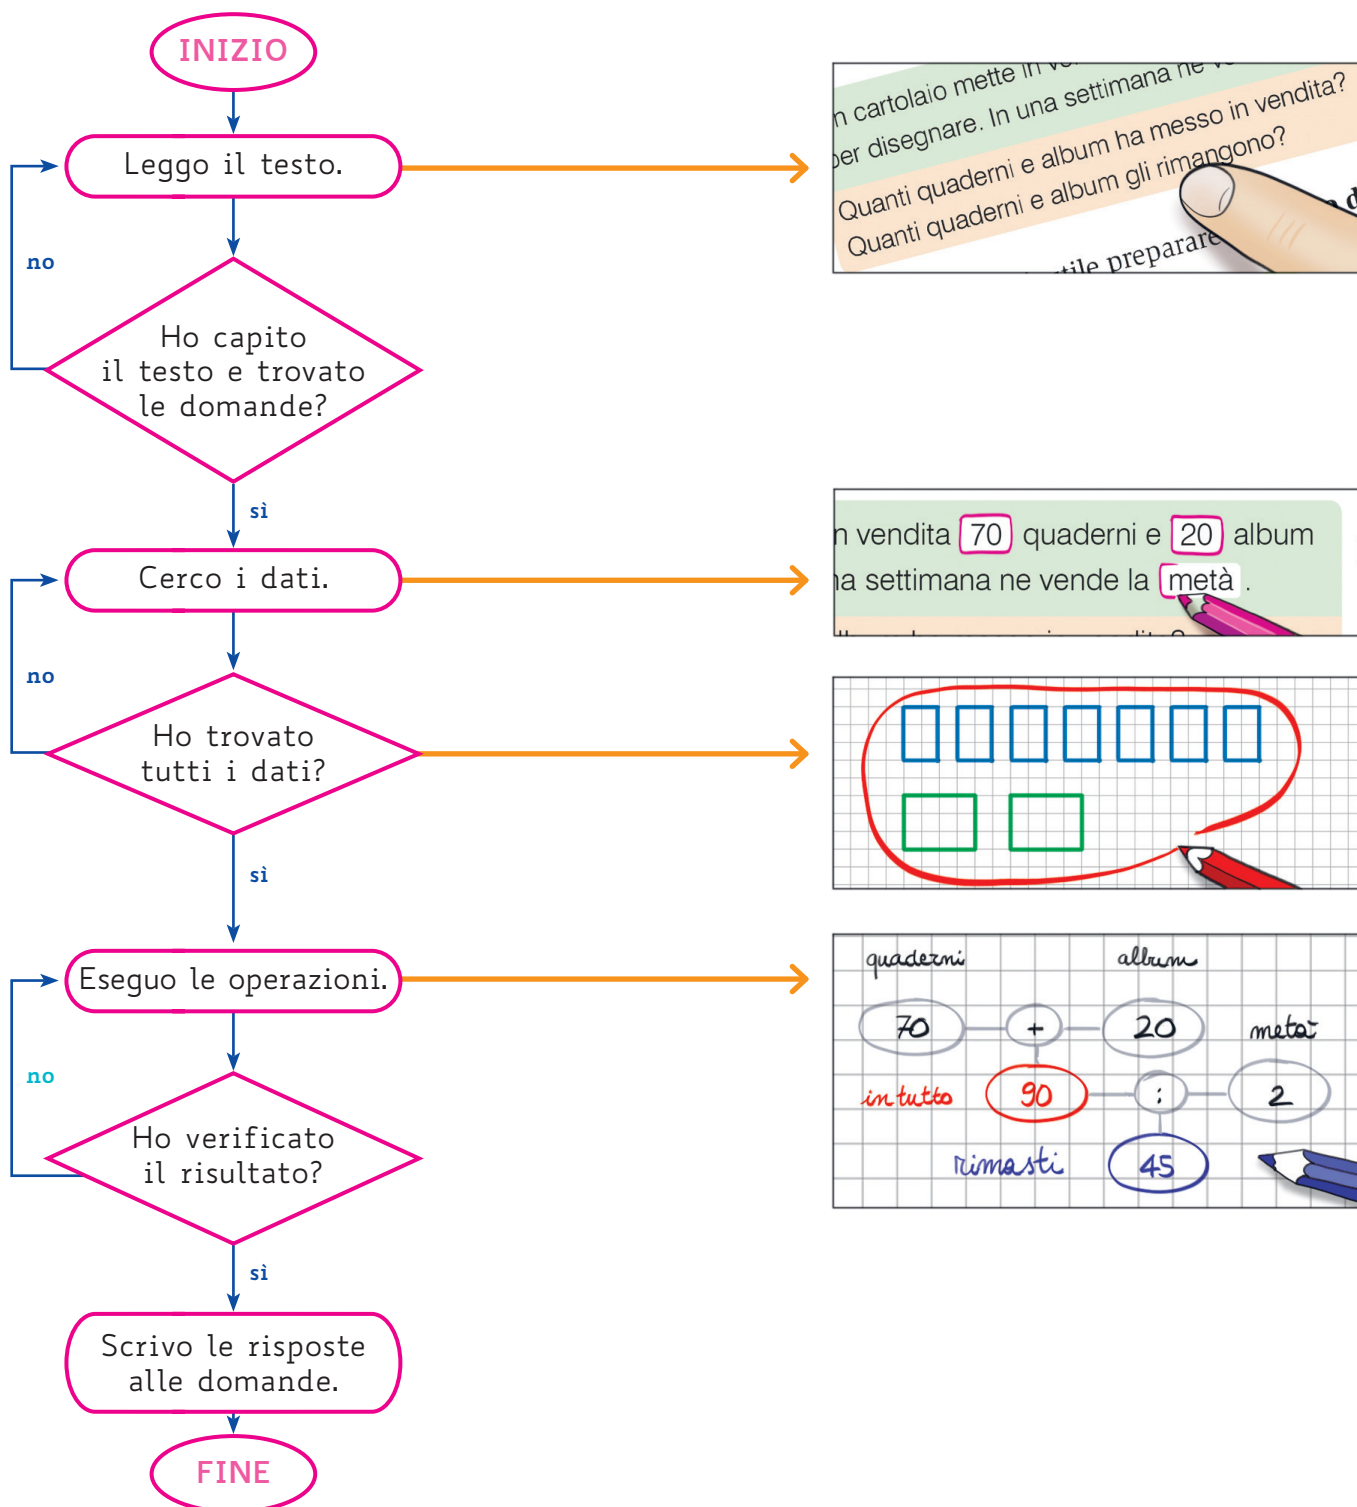 INIZIO
Leggo il testo.
no
Ho capito
il testo e trovato
le domande?
sì
Cerco i dati.
no
Ho trovato
tutti i dati?
sì
Eseguo le operazioni.
no
Ho verificato
il risultato?
sì
Scrivo le risposte
alle domande.
FINE
n cartolaio mette in
per disegnare. In una settimana ne
Quanti quaderni e album ha messo in vendita?
Quanti quaderni e album gli rimangono?
preparare
n vendita 70 quaderni e 20 album
settimana ne vende la metà .
quaderni album
70 + 20 metà
in tutto 90 : 2
rimasti 45